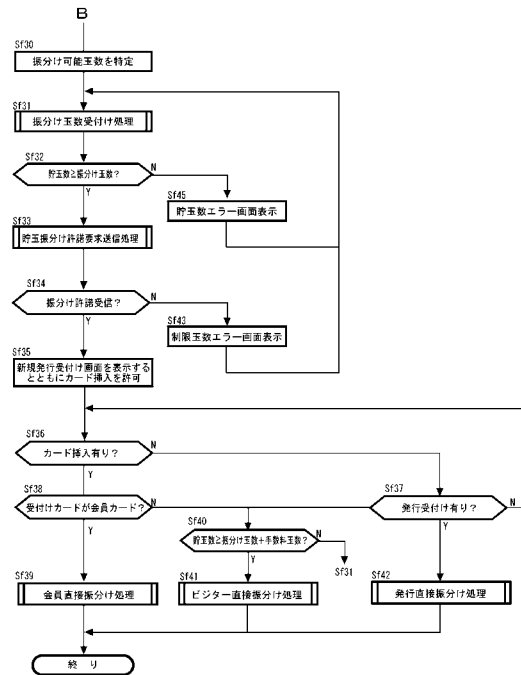 B
Sf30
振分け可能玉数を特定
Sf31
振分け玉数受付け処理
Sf32
貯玉数≧振分け玉数?
N
Y
Sf45
貯玉数エラー画面表示
Sf33
貯玉振分け許諾要求送信処理
Sf34
振分け許諾受信?
N
Y
Sf43
制限玉数エラー画面表示
Sf35
新規発行受付け画面を表示する
とともにカード挿入を許可
Sf36
カード挿入有り?
N
Y
Sf38
受付けカードが会員カード?
N
Y
Sf37
発行受付け有り?
N
Y
Sf40
貯玉数≧振分け玉数+手数料玉数?
N
Y
Sf31
Sf39
会員直接振分け処理
Sf41
ビジター直接振分け処理
Sf42
発行直接振分け処理
終り